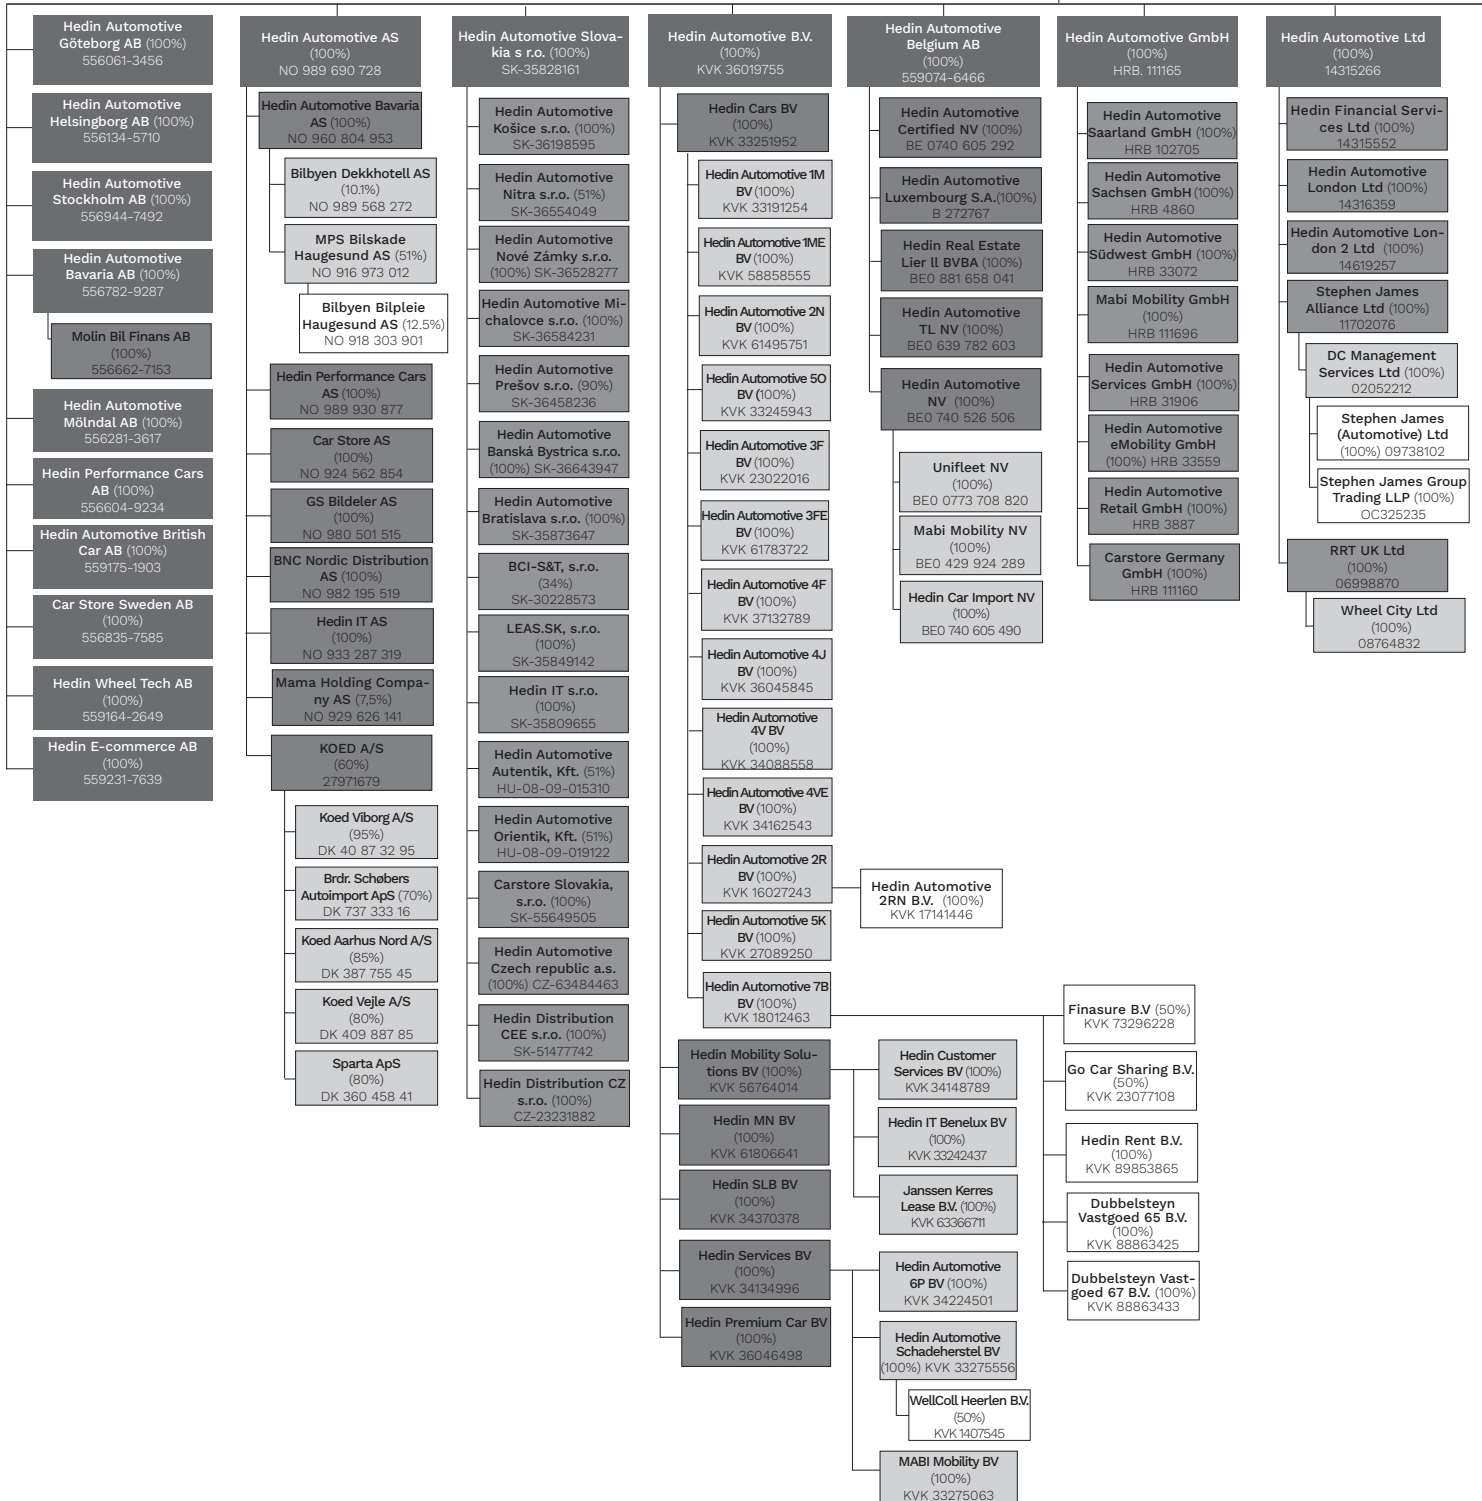 Hedin Automotive
Göteborg AB (100%)
556061-3456
Hedin Automotive
Helsingborg AB (100%)
556134-5710
Hedin Automotive
Stockholm AB (100%)
556944-7492
Hedin Automotive
Bavaria AB (100%)
556782-9287
Molin Bil Finans AB
(100%)
556662-7153
Hedin Automotive
Mölndal AB (100%)
556281-3617
Hedin Performance Cars
AB (100%)
556604-9234
Hedin Automotive British
Car AB (100%)
559175-1903
Car Store Sweden AB
(100%)
556835-7585
Hedin Wheel Tech AB
(100%)
559164-2649
Hedin E-commerce AB
(100%)
559231-7639
Hedin Automotive AS
(100%)
NO 989 690 728
Hedin Automotive Bavaria
AS (100%)
NO 960 804 953
Bilbyen Dekkhotell AS
(10.1%)
NO 989 568 272
MPS Bilskade
Haugesund AS (51%)
NO 916 973 012
Bilbyen Bilpleie
Haugesund AS (12.5%)
NO 918 303 901
Hedin Performance Cars
AS (100%)
NO 989 930 877
Car Store AS
(100%)
NO 924 562 854
GS Bildeler AS
(100%)
NO 980 501 515
BNC Nordic Distribution
AS (100%)
NO 982 195 519
Hedin IT AS
(100%)
NO 933 287 319
Mama Holding Compa-
ny AS (7,5%)
NO 929 626 141
KOED A/S
(60%)
27971679
Koed Viborg A/S
(95%)
DK 40 87 32 95
Brdr. Schøbers
Autoimport ApS (70%)
DK 737 333 16
Koed Aarhus Nord A/S
(85%)
DK 387 755 45
Koed Vejle A/S
(80%)
DK 409 887 85
Sparta ApS
(80%)
DK 360 458 41
Hedin Automotive Slova-
kia s r.o. (100%)
SK-35828161
Hedin Automotive
Košice s.r.o. (100%)
SK-36198595
Hedin Automotive
Nitra s.r.o. (51%)
SK-36554049
Hedin Automotive
Nové Zámky s.r.o.
(100%) SK-36528277
Hedin Automotive Mi-
chalovce s.r.o. (100%)
SK-36584231
Hedin Automotive
Prešov s.r.o. (90%)
SK-36458236
Hedin Automotive
Banská Bystrica s.r.o.
(100%) SK-36643947
Hedin Automotive
Bratislava s.r.o. (100%)
SK-35873647
BCI-S&T, s.r.o.
(34%)
SK-30228573
LEAS.SK, s.r.o.
(100%)
SK-35849142
Hedin IT s.r.o.
(100%)
SK-35809655
Hedin Automotive
Autentik, Kft. (51%)
HU-08-09-015310
Hedin Automotive
Orientik, Kft. (51%)
HU-08-09-019122
Carstore Slovakia,
s.r.o. (100%)
SK-55649505
Hedin Automotive
Czech republic a.s.
(100%) CZ-63484463
Hedin Distribution
CEE s.r.o. (100%)
SK-51477742
Hedin Distribution CZ
s.r.o. (100%)
CZ-23231882
Hedin Automotive B.V.
(100%)
KVK 36019755
Hedin Cars BV
(100%)
KVK 33251952
Hedin Automotive 1M
BV (100%)
KVK 33191254
Hedin Automotive 1ME
BV (100%)
KVK 58858555
Hedin Automotive 2N
BV (100%)
KVK 61495751
Hedin Automotive 5O
BV (100%)
KVK 33245943
Hedin Automotive 3F
BV (100%)
KVK 23022016
Hedin Automotive 3FE
BV (100%)
KVK 61783722
Hedin Automotive 4F
BV (100%)
KVK 37132789
Hedin Automotive 4J
BV (100%)
KVK 36045845
Hedin Automotive
4V BV
(100%)
KVK 34088558
Hedin Automotive 4VE
BV (100%)
KVK 34162543
Hedin Automotive 2R
BV (100%)
KVK 16027243
Hedin Automotive
2RN B.V. (100%)
KVK 17141446
Hedin Automotive 5K
BV (100%)
KVK 27089250
Hedin Automotive 7B
BV (100%)
KVK 18012463
Finasure B.V (50%)
KVK 73296228
Go Car Sharing B.V.
(50%)
KVK 23077108
Hedin Rent B.V.
(100%)
KVK 89853865
Dubbelsteyn
Vastgoed 65 B.V.
(100%)
KVK 88863425
Dubbelsteyn Vast-
goed 67 B.V. (100%)
KVK 88863433
Hedin Mobility Solu-
tions BV (100%)
KVK 56764014
Hedin Customer
Services BV (100%)
KVK 34148789
Hedin IT Benelux BV
(100%)
KVK 33242437
Janssen Kerres
Lease B.V. (100%)
KVK 63366711
Hedin MN BV
(100%)
KVK 61806641
Hedin SLB BV
(100%)
KVK 34370378
Hedin Services BV
(100%)
KVK 34134996
Hedin Automotive
6P BV (100%)
KVK 34224501
Hedin Automotive
Schadeherstel BV
(100%) KVK 33275556
WellColl Heerlen B.V.
(50%)
KVK 1407545
MABI Mobility BV
(100%)
KVK 33275063
Hedin Premium Car BV
(100%)
KVK 36046498
Hedin Automotive
Belgium AB
(100%)
559074-6466
Hedin Automotive
Certified NV (100%)
BE 0740 605 292
Hedin Automotive
Luxembourg S.A.(100%)
B 272767
Hedin Real Estate
Lier ll BVBA (100%)
BE0 881 658 041
Hedin Automotive
TL NV (100%)
BE0 639 782 603
Hedin Automotive
NV (100%)
BE0 740 526 506
Unifleet NV
(100%)
BE0 0773 708 820
Mabi Mobility NV
(100%)
BE0 429 924 289
Hedin Car Import NV
(100%)
BE0 740 605 490
Hedin Automotive GmbH
(100%)
HRB. 111165
Hedin Automotive
Saarland GmbH (100%)
HRB 102705
Hedin Automotive
Sachsen GmbH (100%)
HRB 4860
Hedin Automotive
Südwest GmbH (100%)
HRB 33072
Mabi Mobility GmbH
(100%)
HRB 111696
Hedin Automotive
Services GmbH (100%)
HRB 31906
Hedin Automotive
eMobility GmbH
(100%) HRB 33559
Hedin Automotive
Retail GmbH (100%)
HRB 3887
Carstore Germany
GmbH (100%)
HRB 111160
Hedin Automotive Ltd
(100%)
14315266
Hedin Financial Servi-
ces Ltd (100%)
14315552
Hedin Automotive
London Ltd (100%)
14316359
Hedin Automotive Lon-
don 2 Ltd (100%)
14619257
Stephen James
Alliance Ltd (100%)
11702076
DC Management
Services Ltd (100%)
02052212
Stephen James
(Automotive) Ltd
(100%) 09738102
Stephen James Group
Trading LLP (100%)
OC325235
RRT UK Ltd
(100%)
06998870
Wheel City Ltd
(100%)
08764832